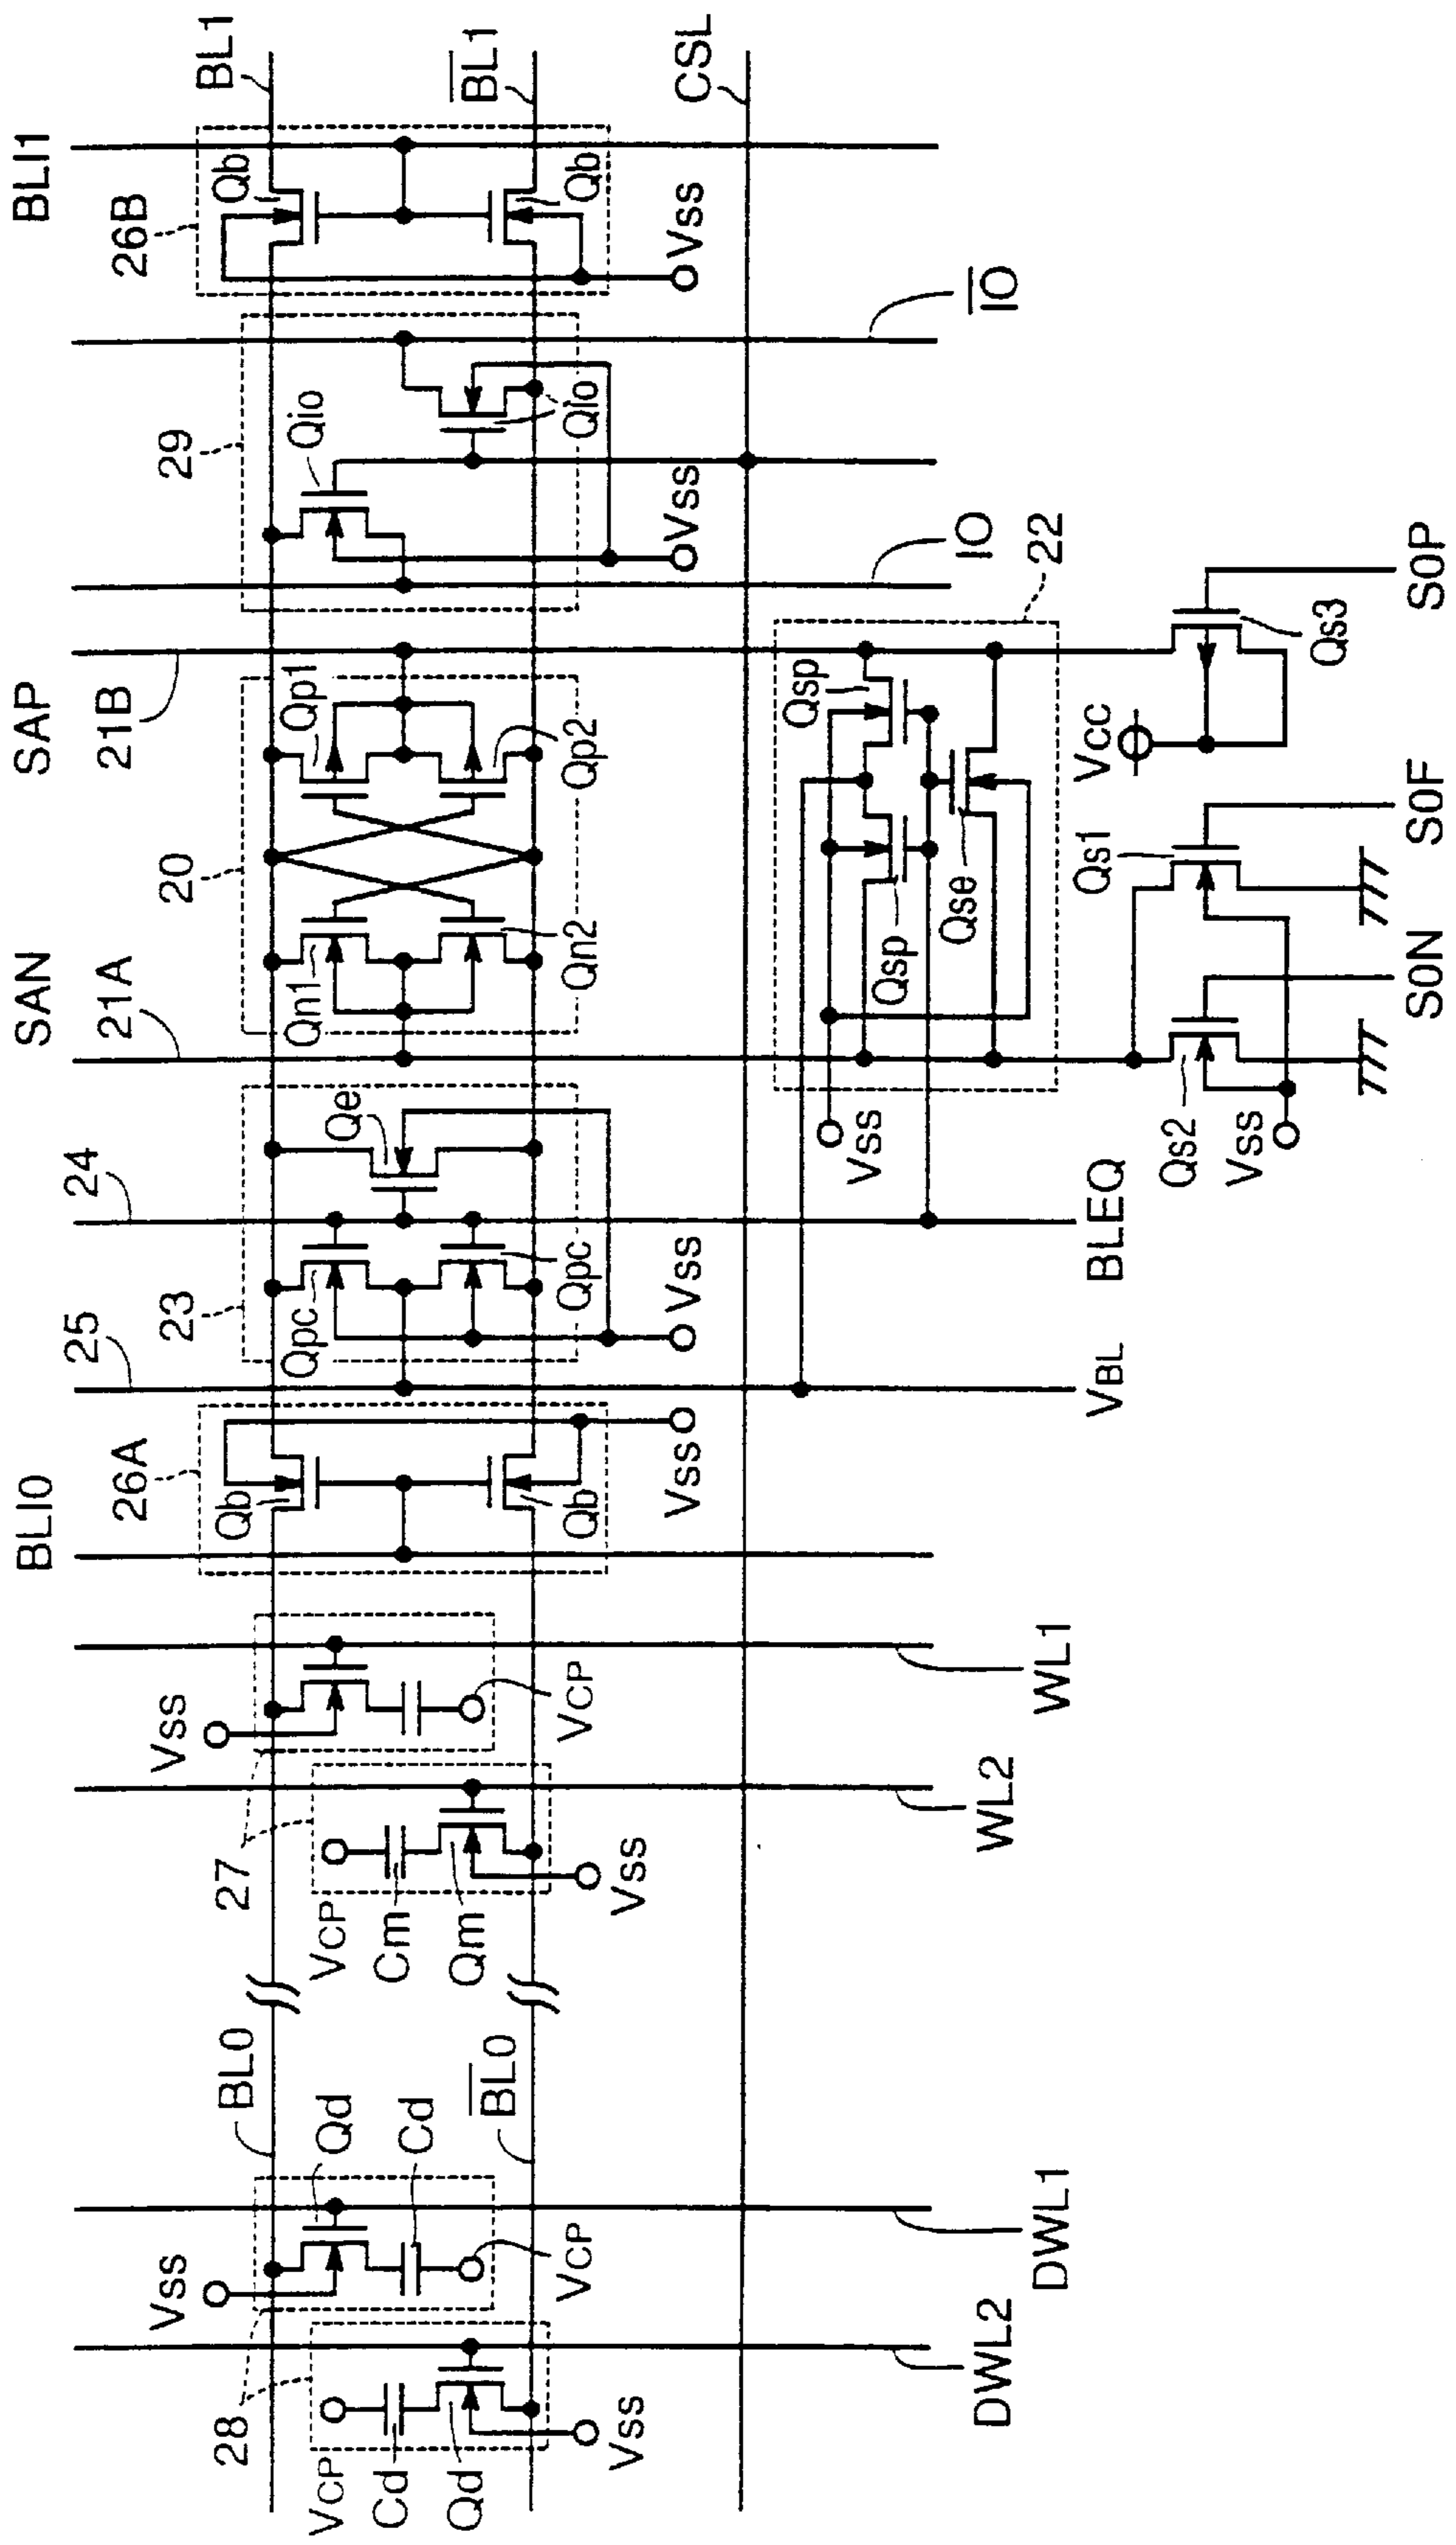 BLI0
SAN
SAP
BLI1
25
24
21A
21B
28
27
26A
23
20
29
26B
Vss
Vss
BL0
BL1
Qb
Qpc
Qe
Qn1
Qp1
Qio
Qb
VCP
Cd
Qd
Qd
Cd
VCP
Cm
Qm
Qb
Qpc
Qn2
Qp2
Qio
Qb
Vss
VCP
B̅L̅0̅
Vss
VCP
B̅L̅1̅
Vss
Vss
Vss
Vss
CSL
DWL2
DWL1
WL2
WL1
IO
I̅O̅
Qsp
Qsp
Qse
22
Vss
VBL
BLEQ
Vcc
Qs2
Qs1
Qs3
Vss
S0N
S0F
S0P